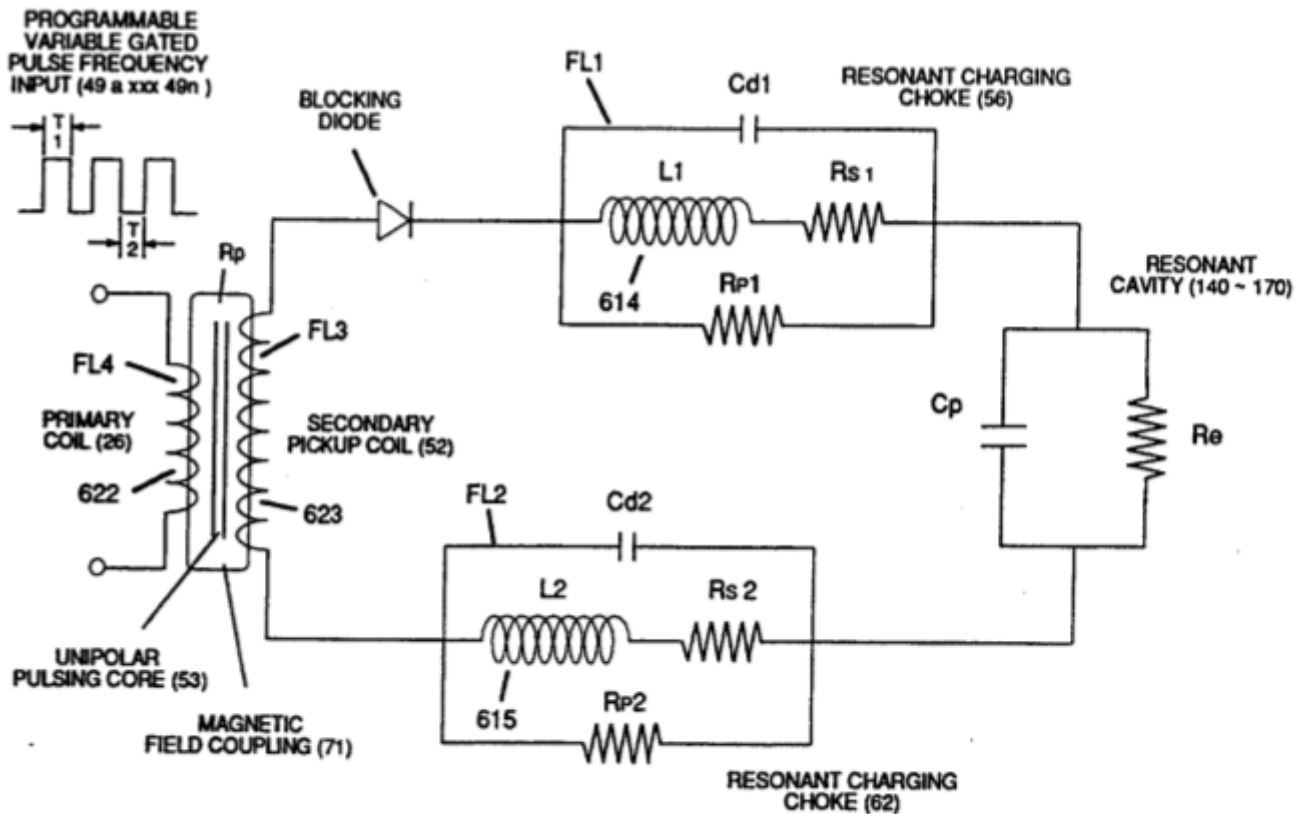 PROGRAMMABLE
VARIABLE GATED
PULSE FREQUENCY
INPUT (49 a xxx 49n )
T
1
T
2
BLOCKING
DIODE
FL1
Cd1
RESONANT CHARGING
CHOKE (56)
L1
Rs 1
614
RP1
Rp
FL3
FL4
PRIMARY
COIL (26)
SECONDARY
PICKUP COIL (52)
622
623
RESONANT
CAVITY (140 ~ 170)
Cp
Re
FL2
Cd2
L2
Rs 2
615
RP2
UNIPOLAR
PULSING CORE (53)
MAGNETIC
FIELD COUPLING (71)
RESONANT CHARGING
CHOKE (62)